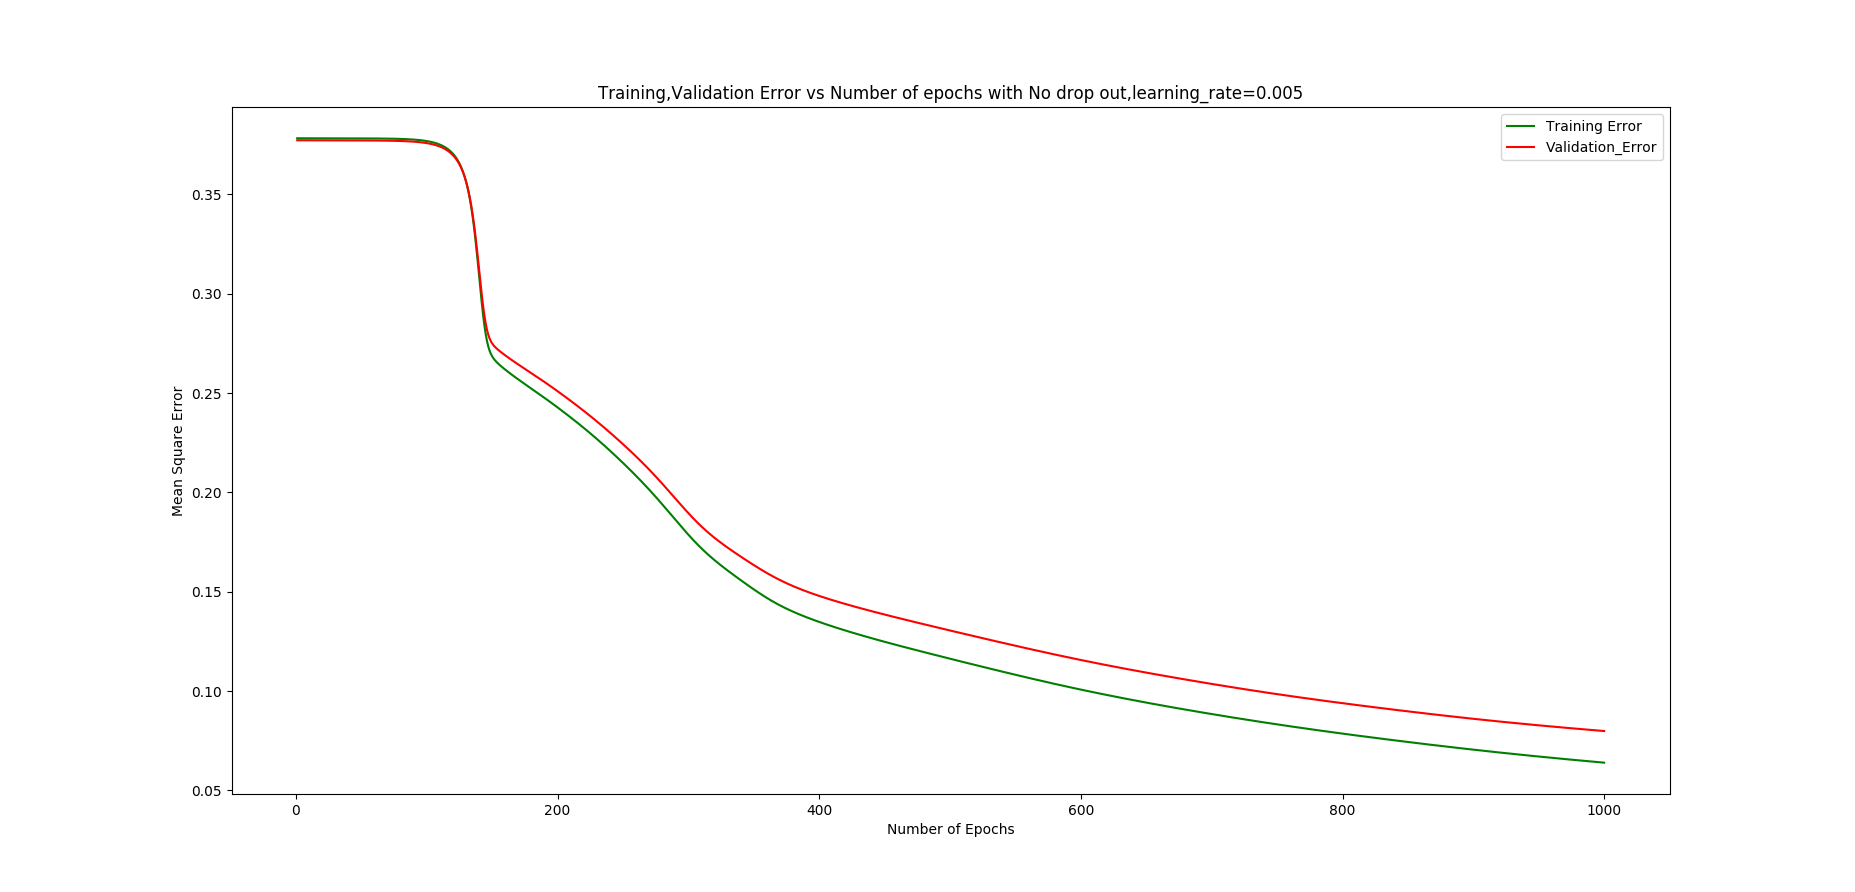 Training,Validation Error vs Number of epochs with No drop out,learning_rate=0.005
Training Error
Validation_Error
Mean Square Error
0.35
0.30
0.25
0.20
0.15
0.10
0.05
0 200 400 600 800 1000
Number of Epochs